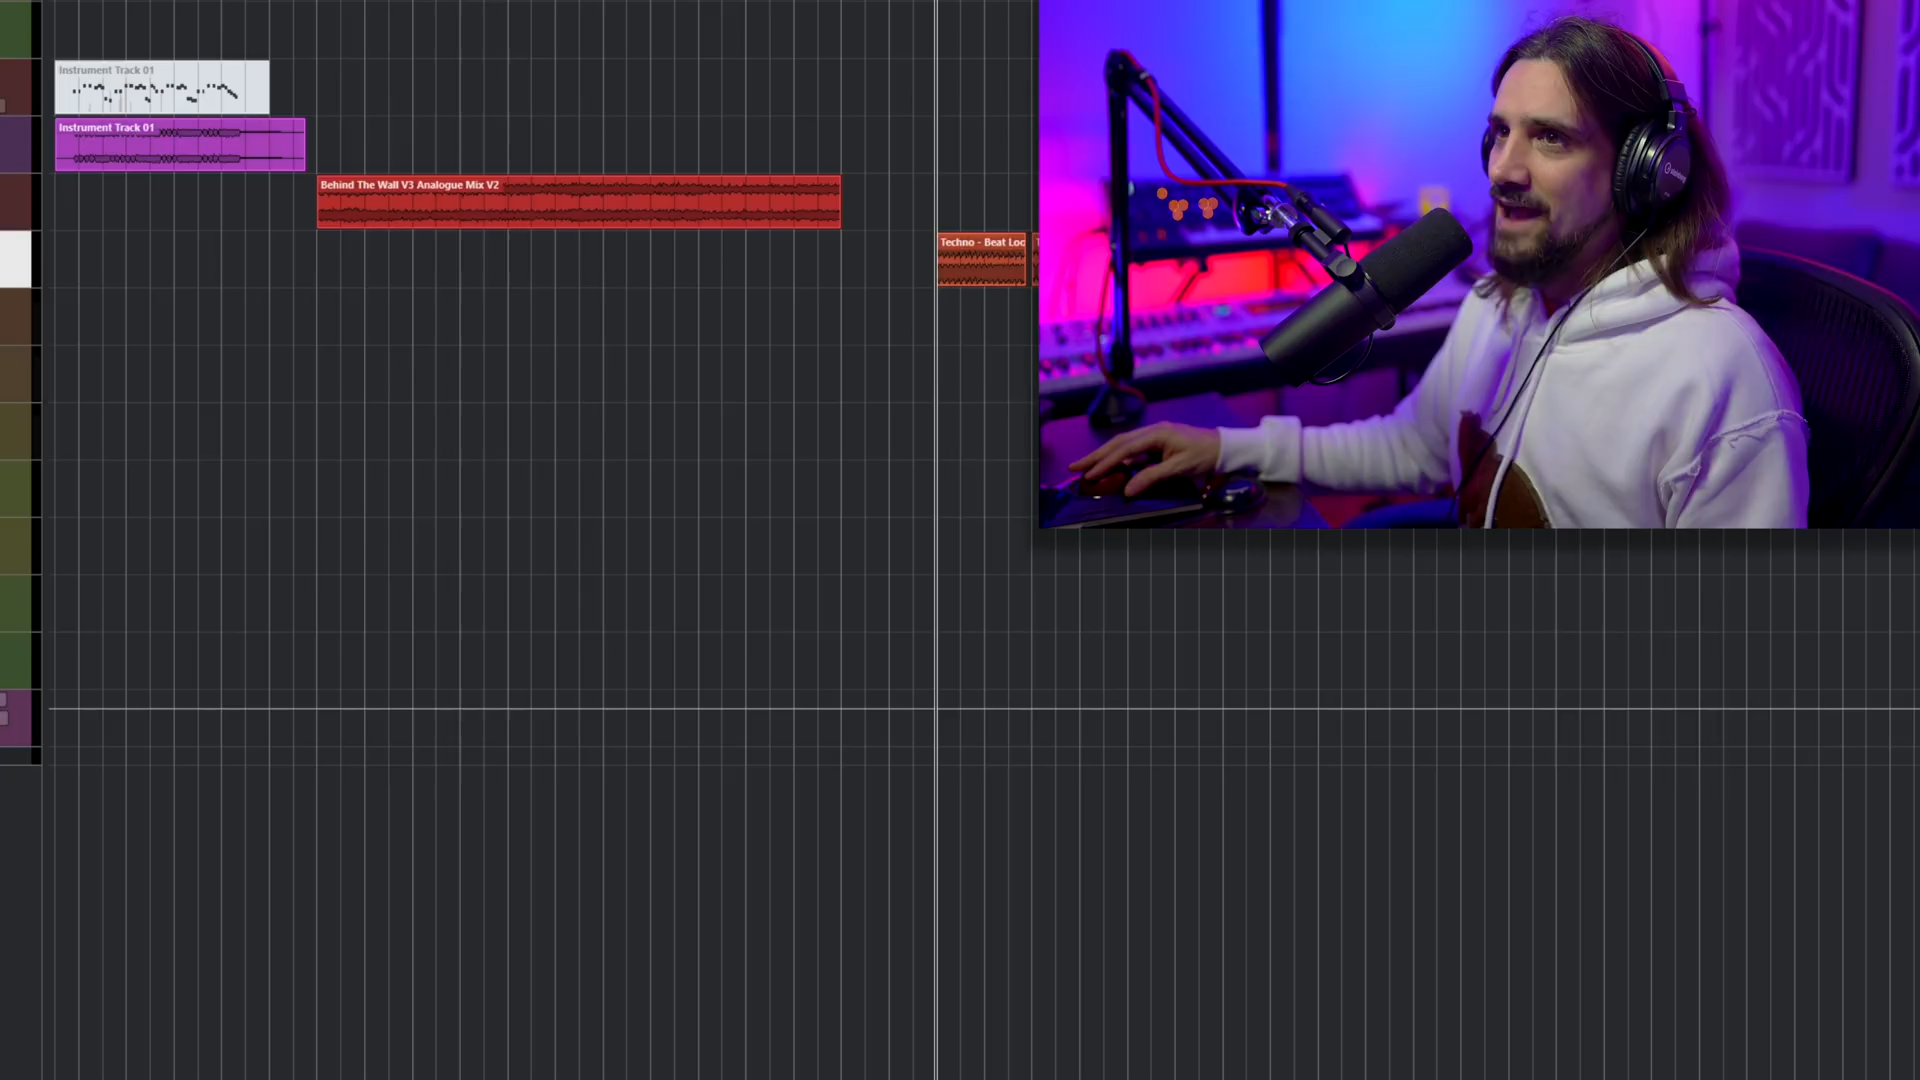 Instrument Track 01
Instrument Track 01
Behind The Wall V3 Analogue Mix V2
Techno - Beat Loo